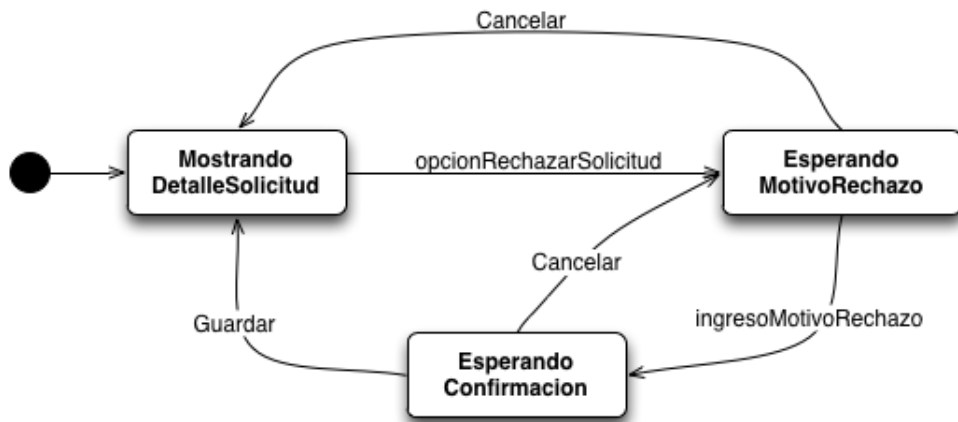 Cancelar
Mostrando
DetalleSolicitud
opcionRechazarSolicitud
Esperando
MotivoRechazo
Cancelar
Guardar
ingresoMotivoRechazo
Esperando
Confirmacion